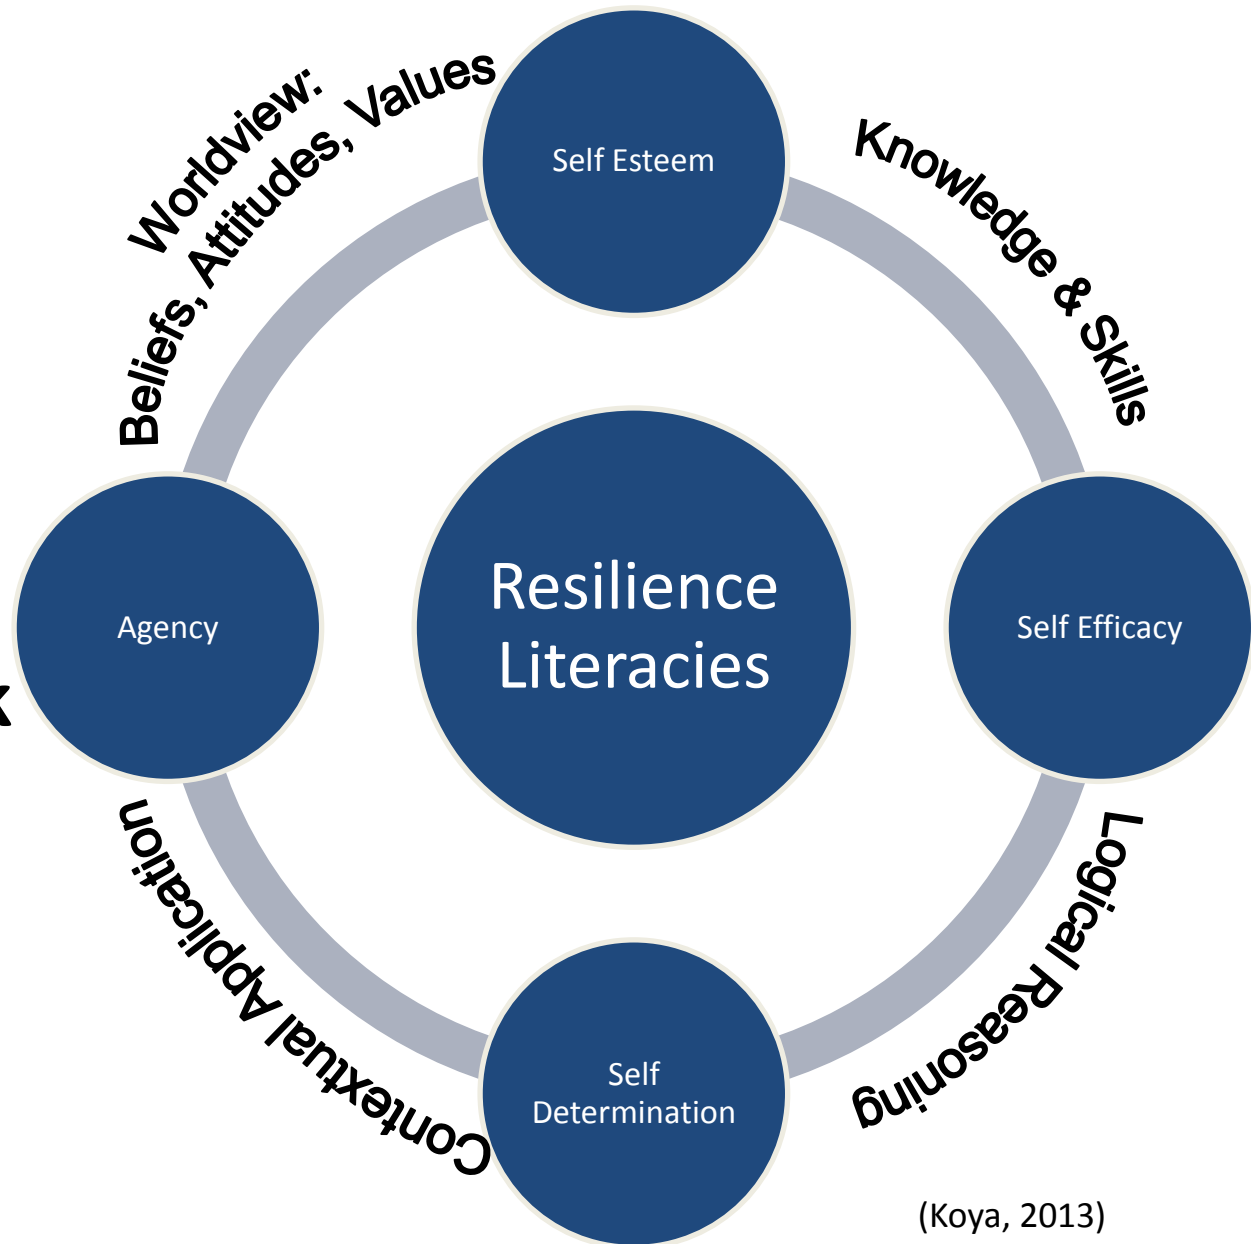 Worldview:
Beliefs, Attitudes, Values
Self Esteem
Knowledge & Skills
Agency
Resilience
Literacies
Self Efficacy
Contextual Application
Self
Determination
Logical Reasoning
(Koya, 2013)